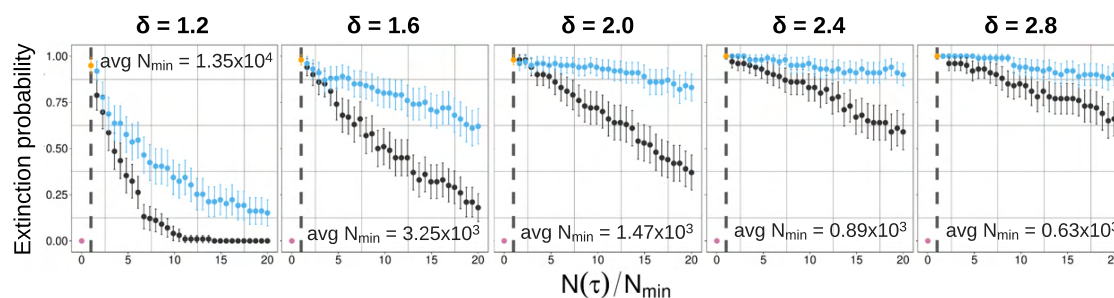 δ = 1.2 δ = 1.6 δ = 2.0 δ = 2.4 δ = 2.8
Extinction probability
1.00
0.75
0.50
0.25
0.00
avg Nmin = 1.35x10⁴
avg Nmin = 3.25x10³
avg Nmin = 1.47x10³
avg Nmin = 0.89x10³
avg Nmin = 0.63x10³
0 5 10 15 20 0 5 10 15 20 0 5 10 15 20 0 5 10 15 20 0 5 10 15 20
N(τ)/Nmin